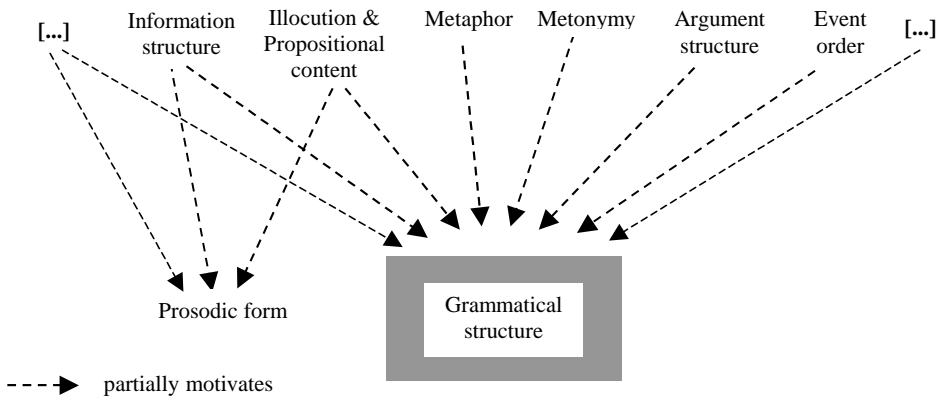 [...]
Information
structure
Illocution &
Propositional
content
Metaphor
Metonymy
Argument
structure
Event
order
[...]
Prosodic form
Grammatical
structure
partially motivates